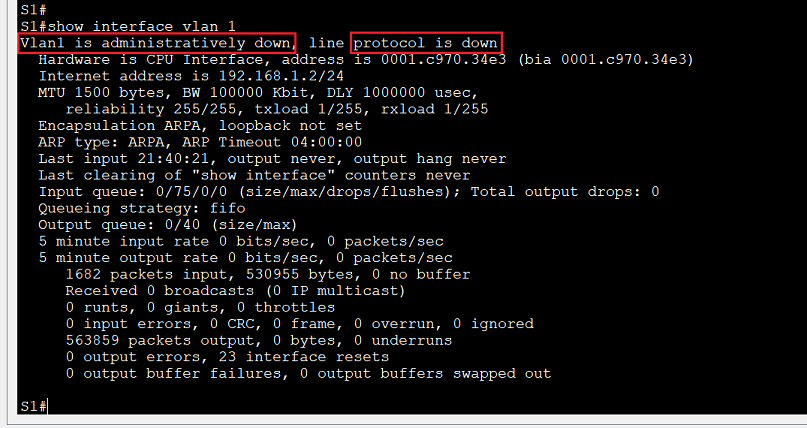 S1#
S1#show interface vlan 1
Vlan1 is administratively down, line protocol is down
Hardware is CPU Interface, address is 0001.c970.34e3 (bia 0001.c970.34e3)
Internet address is 192.168.1.2/24
MTU 1500 bytes, BW 100000 Kbit, DLY 1000000 usec,
reliability 255/255, txload 1/255, rxload 1/255
Encapsulation ARPA, loopback not set
ARP type: ARPA, ARP Timeout 04:00:00
Last input 21:40:21, output never, output hang never
Last clearing of "show interface" counters never
Input queue: 0/75/0/0 (size/max/drops/flushes); Total output drops: 0
Queueing strategy: fifo
Output queue: 0/40 (size/max)
5 minute input rate 0 bits/sec, 0 packets/sec
5 minute output rate 0 bits/sec, 0 packets/sec
1682 packets input, 530955 bytes, 0 no buffer
Received 0 broadcasts (0 IP multicast)
0 runts, 0 giants, 0 throttles
0 input errors, 0 CRC, 0 frame, 0 overrun, 0 ignored
563859 packets output, 0 bytes, 0 underruns
0 output errors, 23 interface resets
0 output buffer failures, 0 output buffers swapped out
S1#